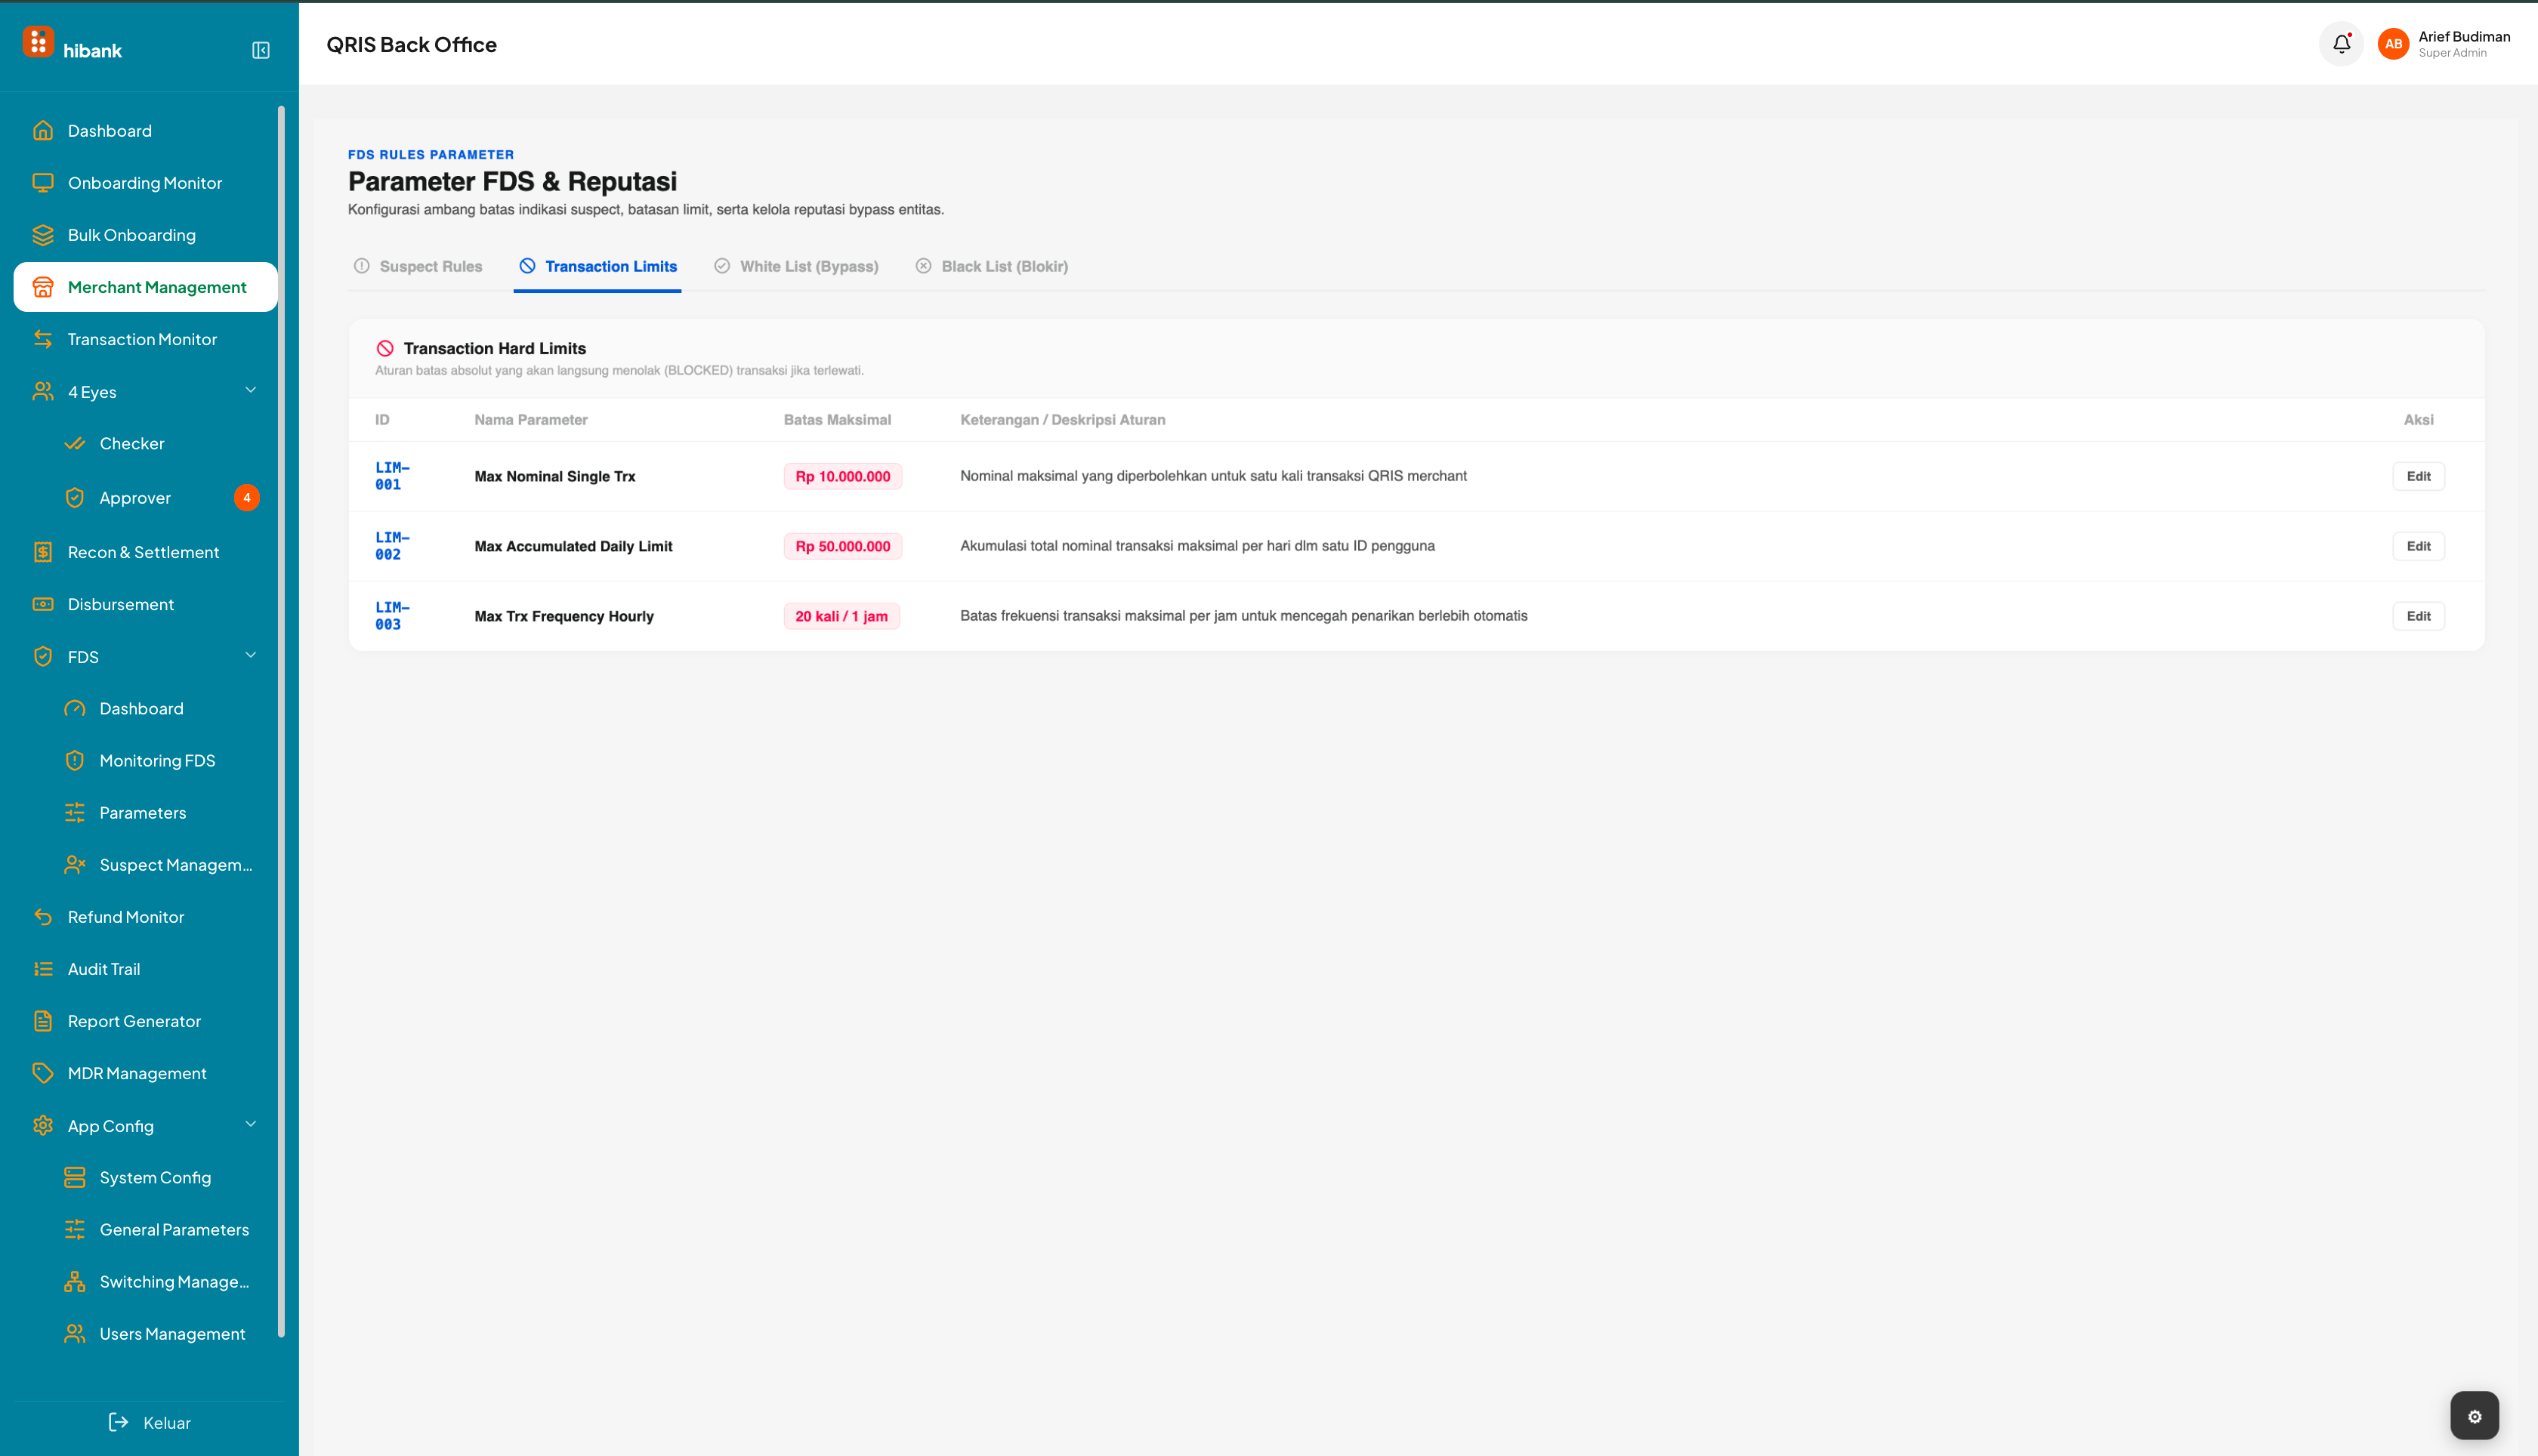 hibank
QRIS Back Office
AB
Arief Budiman
Super Admin
Dashboard
Onboarding Monitor
Bulk Onboarding
Merchant Management
Transaction Monitor
4 Eyes
Checker
Approver
4
Recon & Settlement
Disbursement
FDS
Dashboard
Monitoring FDS
Parameters
Suspect Managem...
Refund Monitor
Audit Trail
Report Generator
MDR Management
App Config
System Config
General Parameters
Switching Manage...
Users Management
Keluar
FDS RULES PARAMETER
Parameter FDS & Reputasi
Konfigurasi ambang batas indikasi suspect, batasan limit, serta kelola reputasi bypass entitas.
Suspect Rules
Transaction Limits
White List (Bypass)
Black List (Blokir)
Transaction Hard Limits
Aturan batas absolut yang akan langsung menolak (BLOCKED) transaksi jika terlewati.
ID Nama Parameter Batas Maksimal Keterangan / Deskripsi Aturan Aksi
LIM-
001
Max Nominal Single Trx Rp 10.000.000 Nominal maksimal yang diperbolehkan untuk satu kali transaksi QRIS merchant Edit
LIM-
002
Max Accumulated Daily Limit Rp 50.000.000 Akumulasi total nominal transaksi maksimal per hari dlm satu ID pengguna Edit
LIM-
003
Max Trx Frequency Hourly 20 kali / 1 jam Batas frekuensi transaksi maksimal per jam untuk mencegah penarikan berlebih otomatis Edit